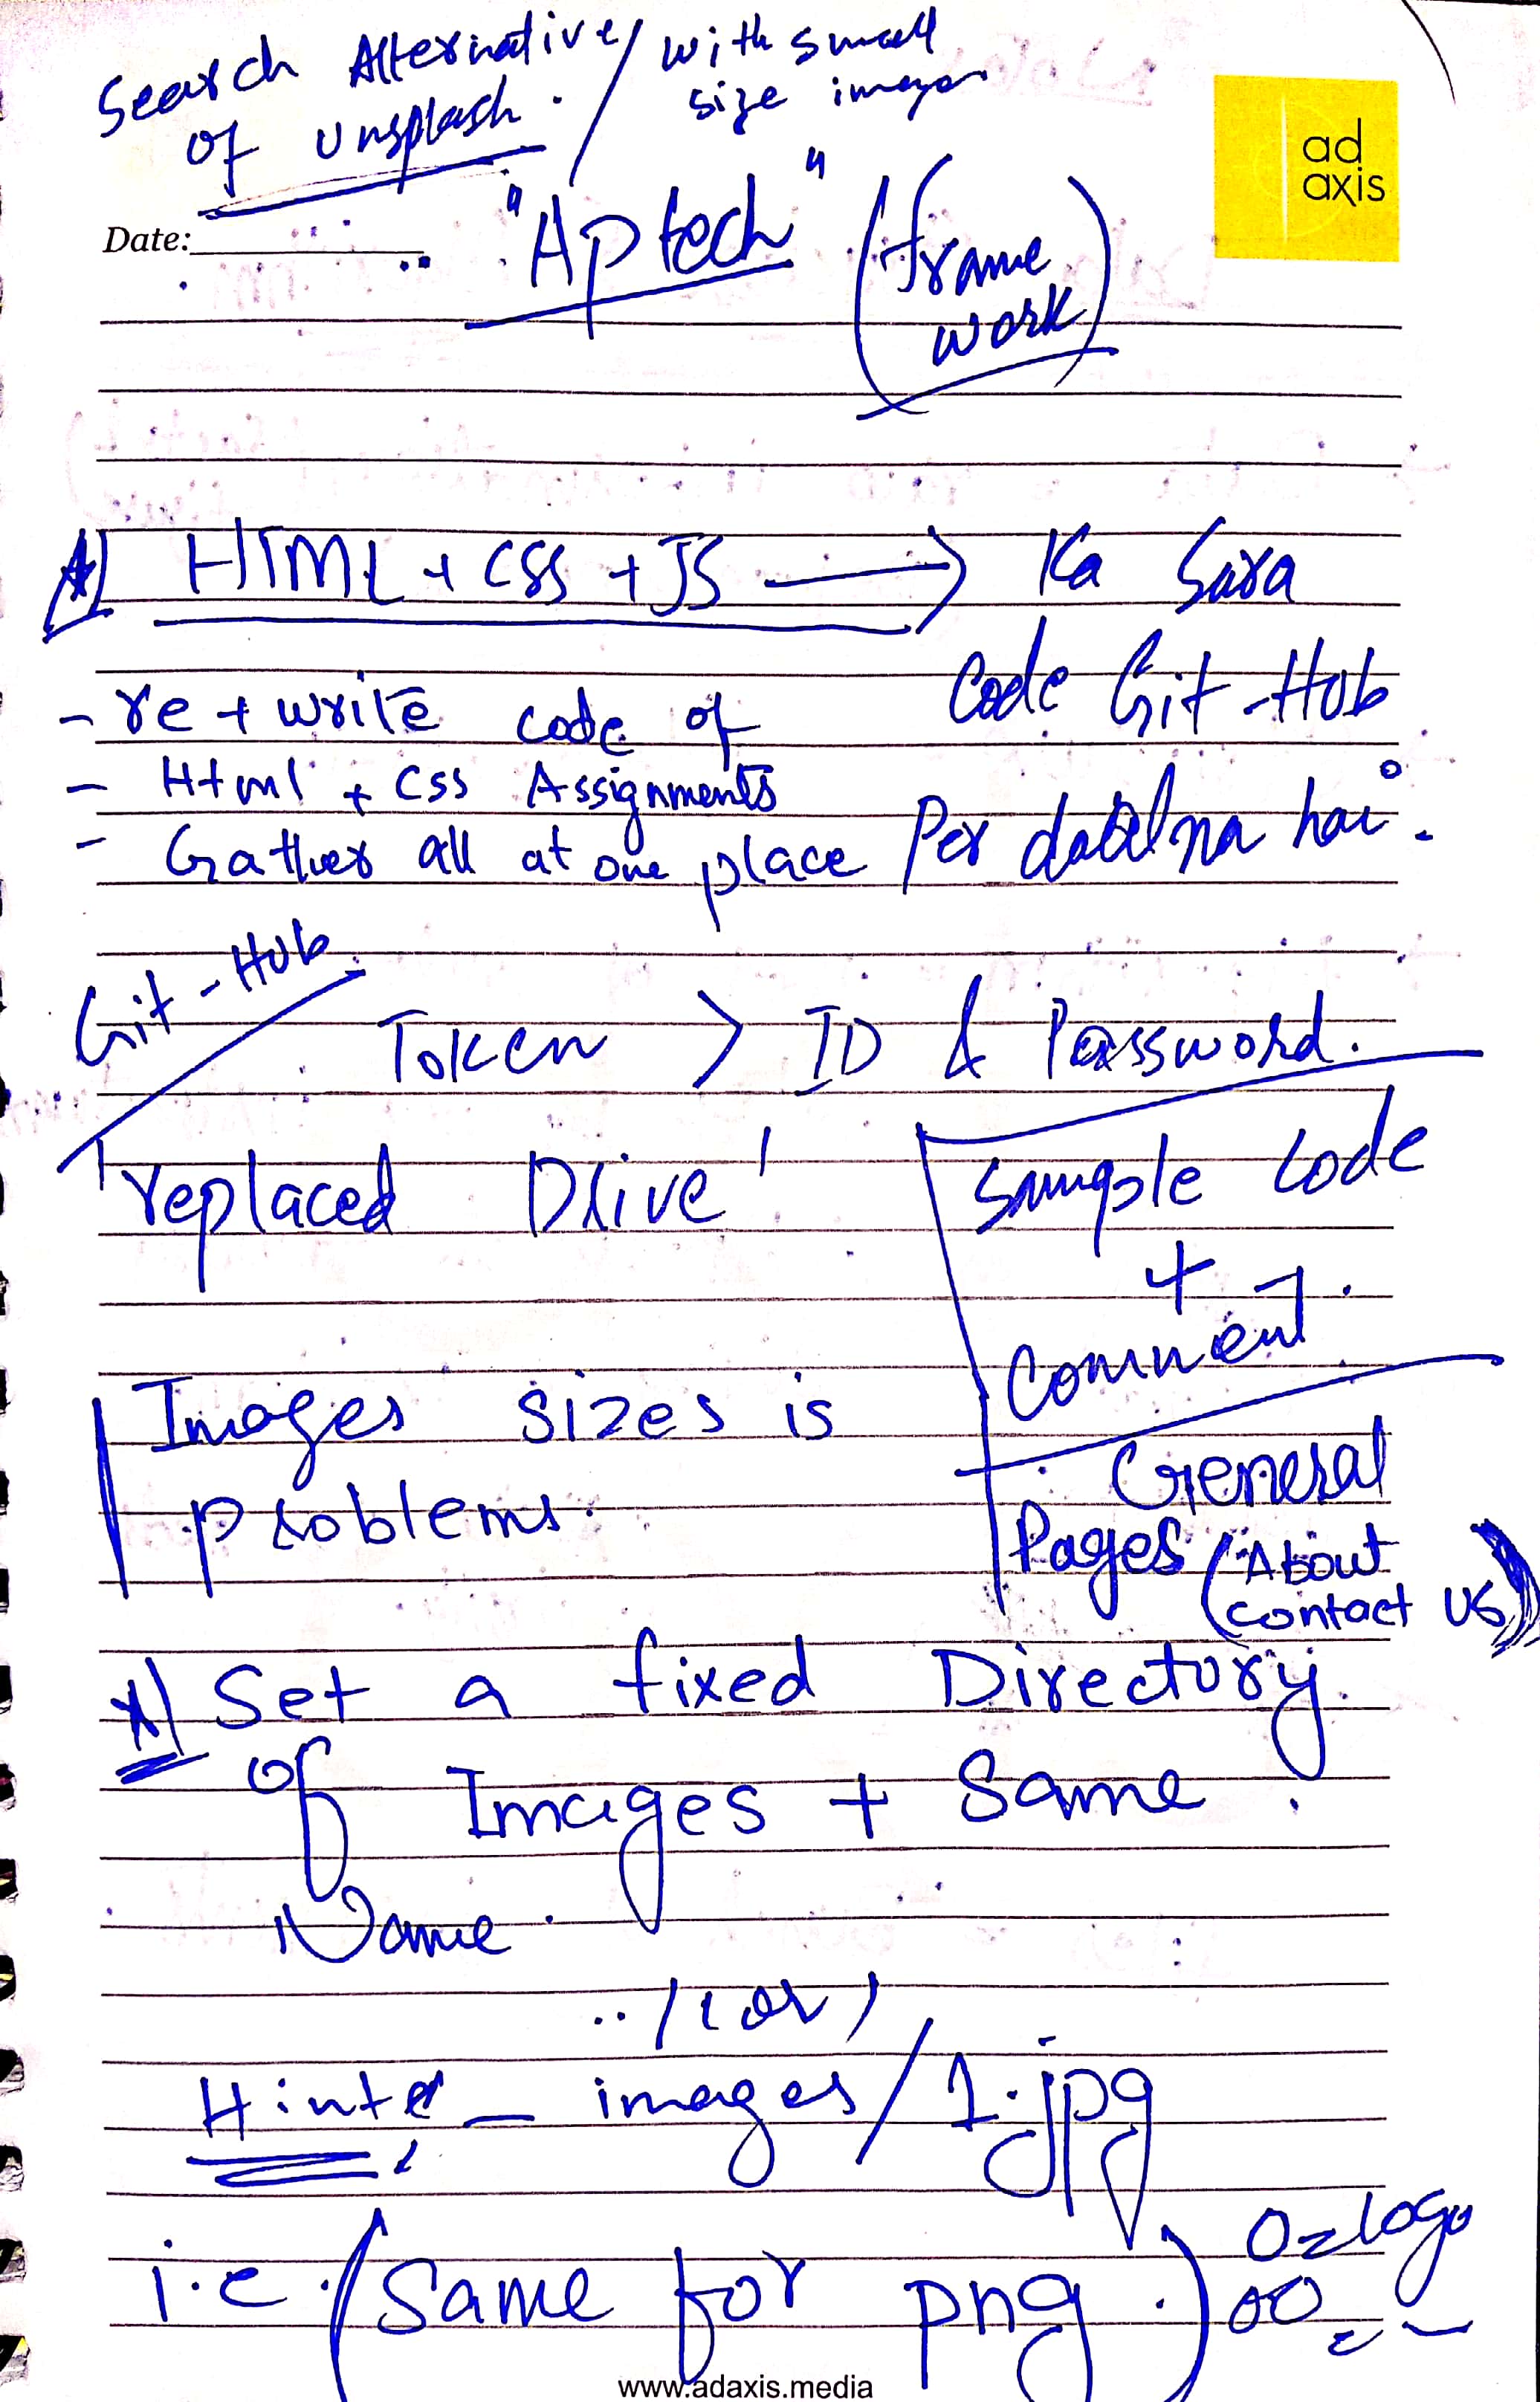 Search Alternative / with small
of Unsplash. size images
ad
axis
Date:
"Aptech" (frame
work)
HTML + CSS + JS → Ka Sara
Code Git-Hub
Per dalna hai.
- re + write code of
- Html + Css Assignments
- Gather all at one place
Git-Hub
Token > ID & Password.
'replaced Drive'
Sample Code
+
Comment.
Images sizes is
problems.
General
Pages (About
contact us)
Set a fixed Directory
of Images + Same
Name.
(or)
Hint - images/1.jpg
i.e. (Same for png.)
0=logo
00=-
www.adaxis.media